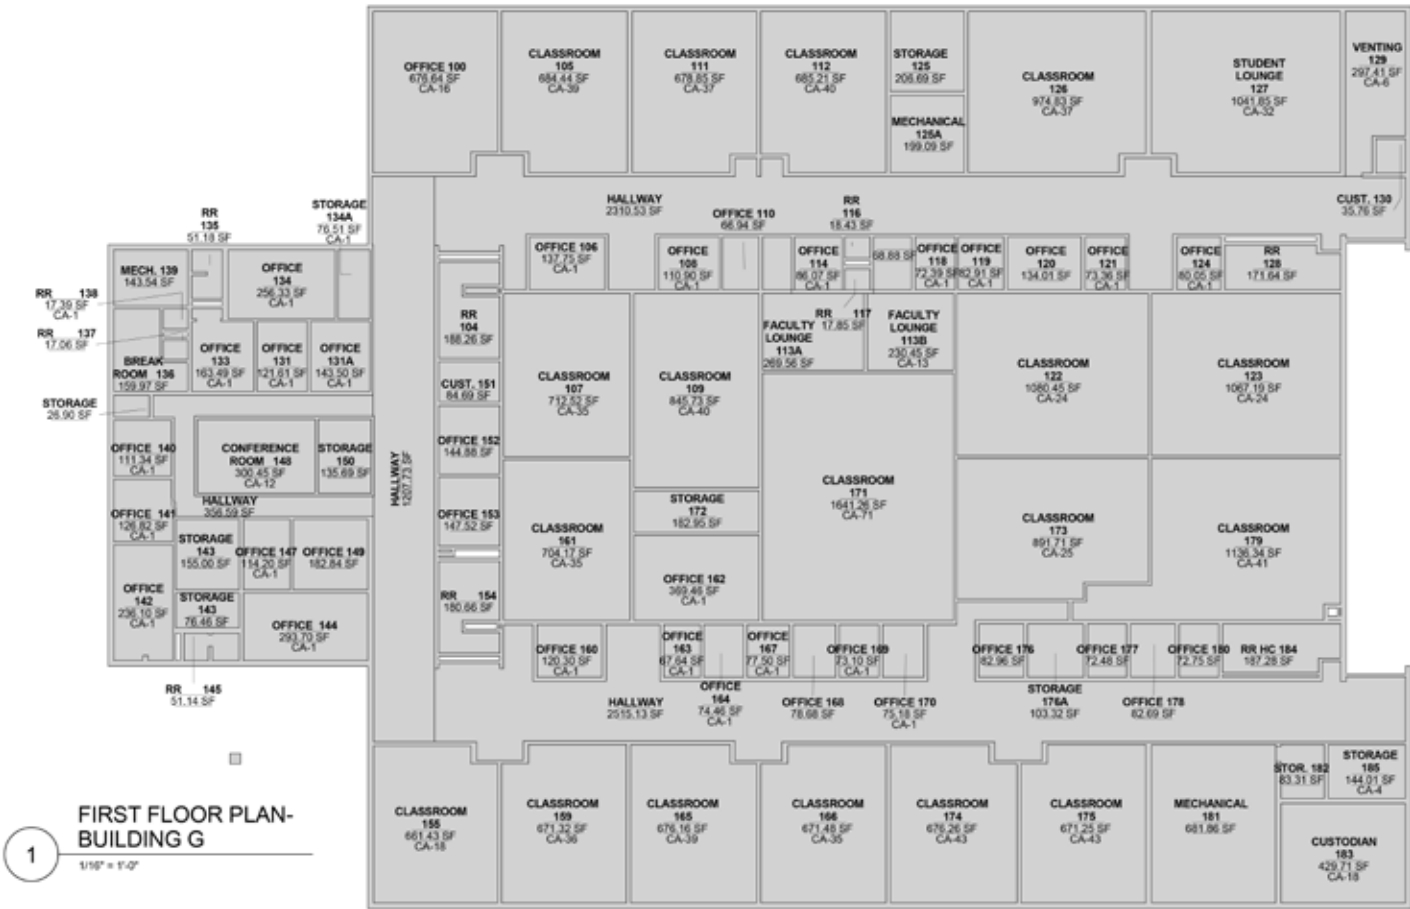 OFFICE 100
676.64 SF
CA-16
CLASSROOM
105
684.44 SF
CA-39
CLASSROOM
111
678.85 SF
CA-37
CLASSROOM
112
685.21 SF
CA-40
STORAGE
125
206.69 SF
MECHANICAL
125A
199.09 SF
CLASSROOM
126
974.83 SF
CA-37
STUDENT
LOUNGE
127
1041.85 SF
CA-32
VENTING
129
297.41 SF
CA-6
CUST. 130
35.76 SF
HALLWAY
2310.53 SF
OFFICE 110
66.94 SF
RR
116
18.43 SF
STORAGE
134A
76.51 SF
CA-1
RR
135
51.18 SF
MECH. 139
143.54 SF
OFFICE
134
256.33 SF
CA-1
RR 138
17.39 SF
CA-1
RR 137
17.06 SF
BREAK
ROOM 136
159.97 SF
OFFICE
133
163.49 SF
CA-1
OFFICE
131
121.61 SF
CA-1
OFFICE
131A
143.50 SF
CA-1
STORAGE
26.90 SF
OFFICE 106
137.75 SF
CA-1
OFFICE
108
110.90 SF
CA-1
OFFICE
114
86.07 SF
CA-1
68.88 SF
OFFICE
118
72.39 SF
CA-1
OFFICE
119
82.91 SF
CA-1
OFFICE
120
134.01 SF
OFFICE
121
73.36 SF
CA-1
OFFICE
124
80.05 SF
CA-1
RR
128
171.64 SF
RR
104
188.26 SF
RR 117
17.85 SF
FACULTY
LOUNGE
113A
269.56 SF
FACULTY
LOUNGE
113B
230.45 SF
CA-13
CUST. 151
84.69 SF
CLASSROOM
107
712.52 SF
CA-35
CLASSROOM
109
845.73 SF
CA-40
CLASSROOM
122
1080.45 SF
CA-24
CLASSROOM
123
1067.19 SF
CA-24
OFFICE 140
111.34 SF
CA-1
CONFERENCE
ROOM 148
300.45 SF
CA-12
STORAGE
150
135.69 SF
HALLWAY
1207.73 SF
OFFICE 152
144.88 SF
HALLWAY
356.59 SF
OFFICE 141
126.82 SF
CA-1
OFFICE 153
147.52 SF
STORAGE
172
182.95 SF
CLASSROOM
171
1641.26 SF
CA-71
CLASSROOM
161
704.17 SF
CA-35
CLASSROOM
173
891.71 SF
CA-25
CLASSROOM
179
1136.34 SF
CA-41
STORAGE
143
155.00 SF
OFFICE 147
114.20 SF
CA-1
OFFICE 149
182.84 SF
OFFICE
142
236.10 SF
CA-1
STORAGE
143
76.46 SF
OFFICE 144
293.70 SF
CA-1
RR 145
51.14 SF
RR 154
180.66 SF
OFFICE 162
369.46 SF
CA-1
OFFICE 160
120.30 SF
CA-1
OFFICE
163
67.64 SF
CA-1
OFFICE
167
77.50 SF
CA-1
OFFICE 169
73.10 SF
CA-1
OFFICE 176
82.96 SF
OFFICE 177
72.48 SF
OFFICE 180
72.75 SF
RR HC 184
187.28 SF
HALLWAY
2515.13 SF
OFFICE
164
74.46 SF
CA-1
OFFICE 168
78.68 SF
OFFICE 170
75.18 SF
CA-1
STORAGE
176A
103.32 SF
OFFICE 178
82.69 SF
CLASSROOM
155
661.43 SF
CA-18
CLASSROOM
159
671.32 SF
CA-36
CLASSROOM
165
676.16 SF
CA-39
CLASSROOM
166
671.48 SF
CA-35
CLASSROOM
174
676.26 SF
CA-43
CLASSROOM
175
671.25 SF
CA-43
MECHANICAL
181
681.86 SF
STOR. 182
83.31 SF
STORAGE
185
144.01 SF
CA-4
CUSTODIAN
183
429.71 SF
CA-18
1
FIRST FLOOR PLAN-
BUILDING G
1/16" = 1'-0"